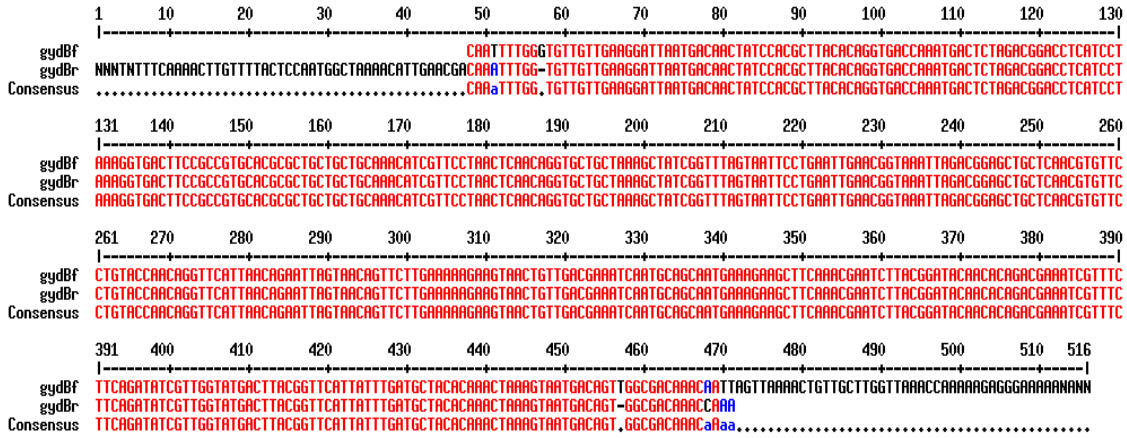 1 10 20 30 40 50 60 70 80 90 100 110 120 130
|---------+---------+---------+---------+---------+---------+---------+---------+---------+---------+---------+---------+---------|
gydBf CAATTTTGGGTGTTGTTGAAGGATTAATGACAACTATCCACGCTTACACAGGTGACCAAATGACTCTAGACGGACCTCATCCT
gydBr NNNTNTTTCAAAACTTGTTTTACTCCAATGGCTAAAACATTGAACGACAAATTTGG-TGTTGTTGAAGGATTAATGACAACTATCCACGCTTACACAGGTGACCAAATGACTCTAGACGGACCTCATCCT
Consensus ...............................................CAAaTTTGG.TGTTGTTGAAGGATTAATGACAACTATCCACGCTTACACAGGTGACCAAATGACTCTAGACGGACCTCATCCT
131 140 150 160 170 180 190 200 210 220 230 240 250 260
|--------+---------+---------+---------+---------+---------+---------+---------+---------+---------+---------+---------+---------|
gydBf AAAGGTGACTTCCGCCGTGCACGCGCTGCTGCTGCAAACATCGTTCCTAACTCAACAGGTGCTGCTAAAGCTATCGGTTTAGTAATTCCTGAATTGAACGGTAAATTAGACGGAGCTGCTCAACGTGTTC
gydBr AAAGGTGACTTCCGCCGTGCACGCGCTGCTGCTGCAAACATCGTTCCTAACTCAACAGGTGCTGCTAAAGCTATCGGTTTAGTAATTCCTGAATTGAACGGTAAATTAGACGGAGCTGCTCAACGTGTTC
Consensus AAAGGTGACTTCCGCCGTGCACGCGCTGCTGCTGCAAACATCGTTCCTAACTCAACAGGTGCTGCTAAAGCTATCGGTTTAGTAATTCCTGAATTGAACGGTAAATTAGACGGAGCTGCTCAACGTGTTC
261 270 280 290 300 310 320 330 340 350 360 370 380 390
|--------+---------+---------+---------+---------+---------+---------+---------+---------+---------+---------+---------+---------|
gydBf CTGTACCAACAGGTTCATTAACAGAATTAGTAACAGTTCTTGAAAAAGAAGTAACTGTTGACGAAATCAATGCAGCAATGAAAGAAGCTTCAAACGAATCTTACGGATACAACACAGACGAAATCGTTTC
gydBr CTGTACCAACAGGTTCATTAACAGAATTAGTAACAGTTCTTGAAAAAGAAGTAACTGTTGACGAAATCAATGCAGCAATGAAAGAAGCTTCAAACGAATCTTACGGATACAACACAGACGAAATCGTTTC
Consensus CTGTACCAACAGGTTCATTAACAGAATTAGTAACAGTTCTTGAAAAAGAAGTAACTGTTGACGAAATCAATGCAGCAATGAAAGAAGCTTCAAACGAATCTTACGGATACAACACAGACGAAATCGTTTC
391 400 410 420 430 440 450 460 470 480 490 500 510 516
|--------+---------+---------+---------+---------+---------+---------+---------+---------+---------+---------+---------+-----|
gydBf TTCAGATATCGTTGGTATGACTTACGGTTCATTATTTGATGCTACACAAACTAAAGTAATGACAGTTGGCGACAAACAATTAGTTAAAACTGTTGCTTGGTTAAACCAAAAAGAGGGAAAAANANN
gydBr TTCAGATATCGTTGGTATGACTTACGGTTCATTATTTGATGCTACACAAACTAAAGTAATGACAGT-GGCGACAAACCAAA
Consensus TTCAGATATCGTTGGTATGACTTACGGTTCATTATTTGATGCTACACAAACTAAAGTAATGACAGT.GGCGACAAACaAaa.............................................